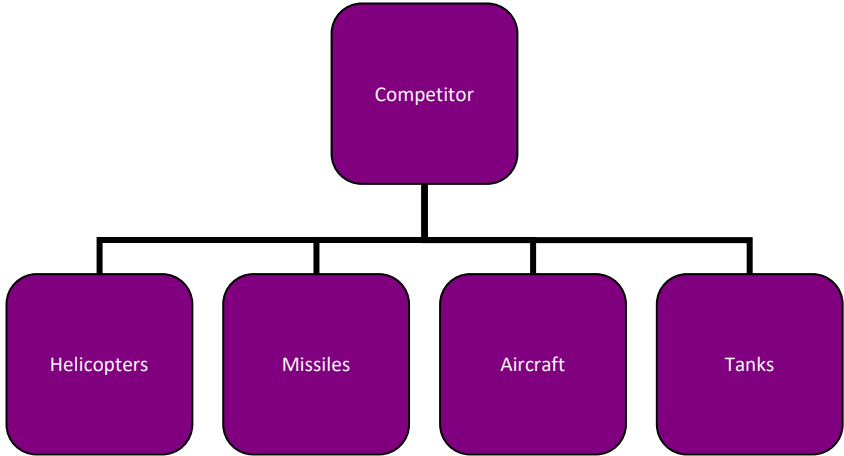 Competitor
Helicopters
Missiles
Aircraft
Tanks